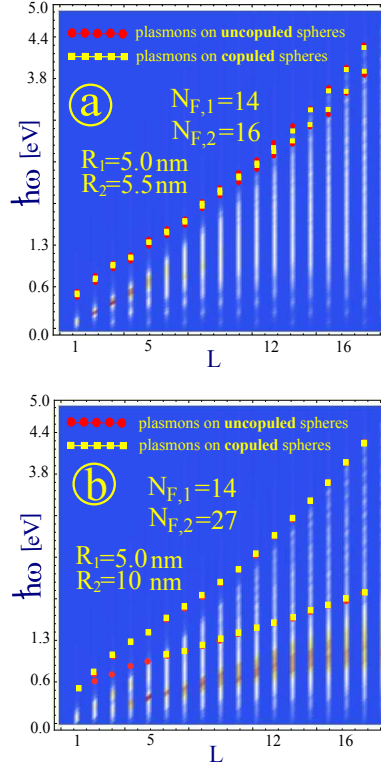 5.0
4.4
3.8
1.3
0.6
0.0
ħω [eV]
plasmons on uncopuled spheres
plasmons on copuled spheres
a
N_F,1=14
N_F,2=16
R_1=5.0 nm
R_2=5.5 nm
1 5 12 16
L
5.0
4.4
3.8
1.3
0.6
0.0
ħω [eV]
plasmons on uncopuled spheres
plasmons on copuled spheres
b
N_F,1=14
N_F,2=27
R_1=5.0 nm
R_2=10 nm
1 5 12 16
L